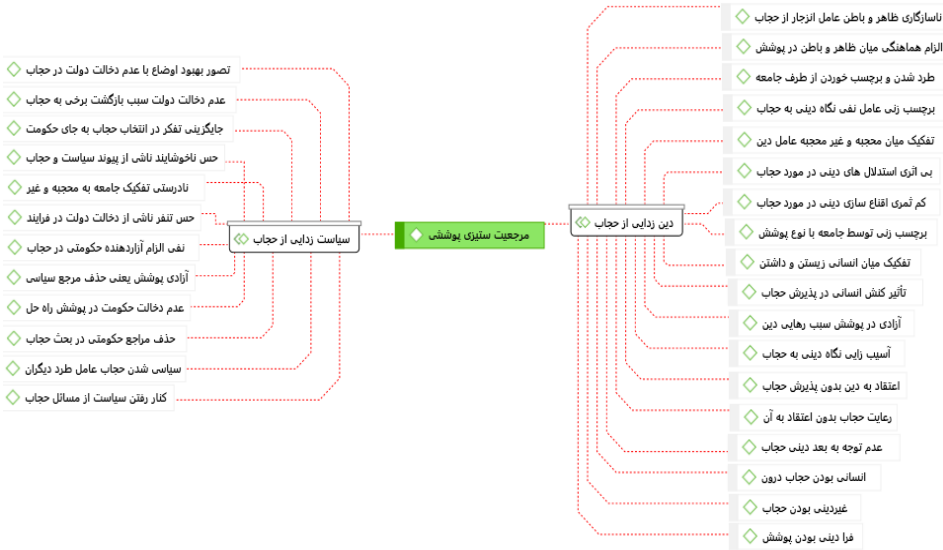 ناسازگاری ظاهر و باطن عامل انزجار از حجاب
الزام هماهنگی میان ظاهر و باطن در پوشش
طرد شدن و برچسب خوردن از طرف جامعه
برچسب زنی عامل نفی نگاه دینی به حجاب
تفکیک میان محجبه و غیر محجبه عامل دین
بی اثری استدلال های دینی در مورد حجاب
کم ثمری اقناع سازی دینی در مورد حجاب
برچسب زنی توسط جامعه با نوع پوشش
تفکیک میان انسانی زیستن و داشتن
تأثیر کنش انسانی در پذیرش حجاب
آزادی در پوشش سبب رهایی دین
آسیب زایی نگاه دینی به حجاب
اعتقاد به دین بدون پذیرش حجاب
رعایت حجاب بدون اعتقاد به آن
عدم توجه به بعد دینی حجاب
انسانی بودن حجاب درون
غیردینی بودن حجاب
فرا دینی بودن پوشش
دین زدایی از حجاب
مرجعیت ستیزی پوششی
سیاست زدایی از حجاب
تصور بهبود اوضاع با عدم دخالت دولت در حجاب
عدم دخالت دولت سبب بازگشت برخی به حجاب
جایگزینی تفکر در انتخاب حجاب به جای حکومت
حس ناخوشایند ناشی از پیوند سیاست و حجاب
نادرستی تفکیک جامعه به محجبه و غیر
حس تنفر ناشی از دخالت دولت در فرایند
نفی الزام آزاردهنده حکومتی در حجاب
آزادی پوشش یعنی حذف مرجع سیاسی
عدم دخالت حکومت در پوشش راه حل
حذف مراجع حکومتی در بحث حجاب
سیاسی شدن حجاب عامل طرد دیگران
کنار رفتن سیاست از مسائل حجاب